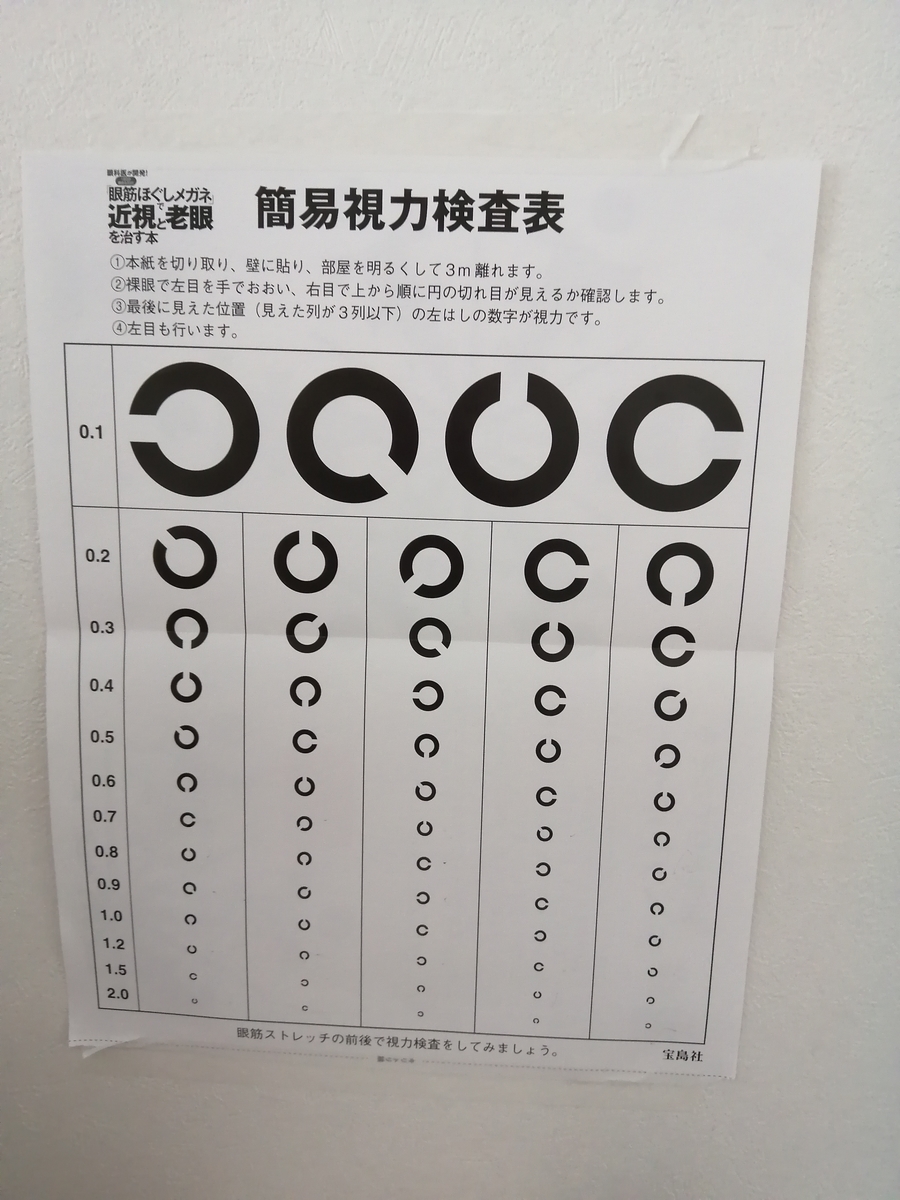 眼科医が開発!
「眼筋ほぐしメガネ」で
近視と老眼
を治す本
簡易視力検査表
①本紙を切り取り、壁に貼り、部屋を明るくして3m離れます。
②裸眼で左目を手でおおい、右目で上から順に円の切れ目が見えるか確認します。
③最後に見えた位置（見えた列が3列以下）の左はしの数字が視力です。
④左目も行います。
0.1
0.2
0.3
0.4
0.5
0.6
0.7
0.8
0.9
1.0
1.2
1.5
2.0
眼筋ストレッチの前後で視力検査をしてみましょう。
宝島社